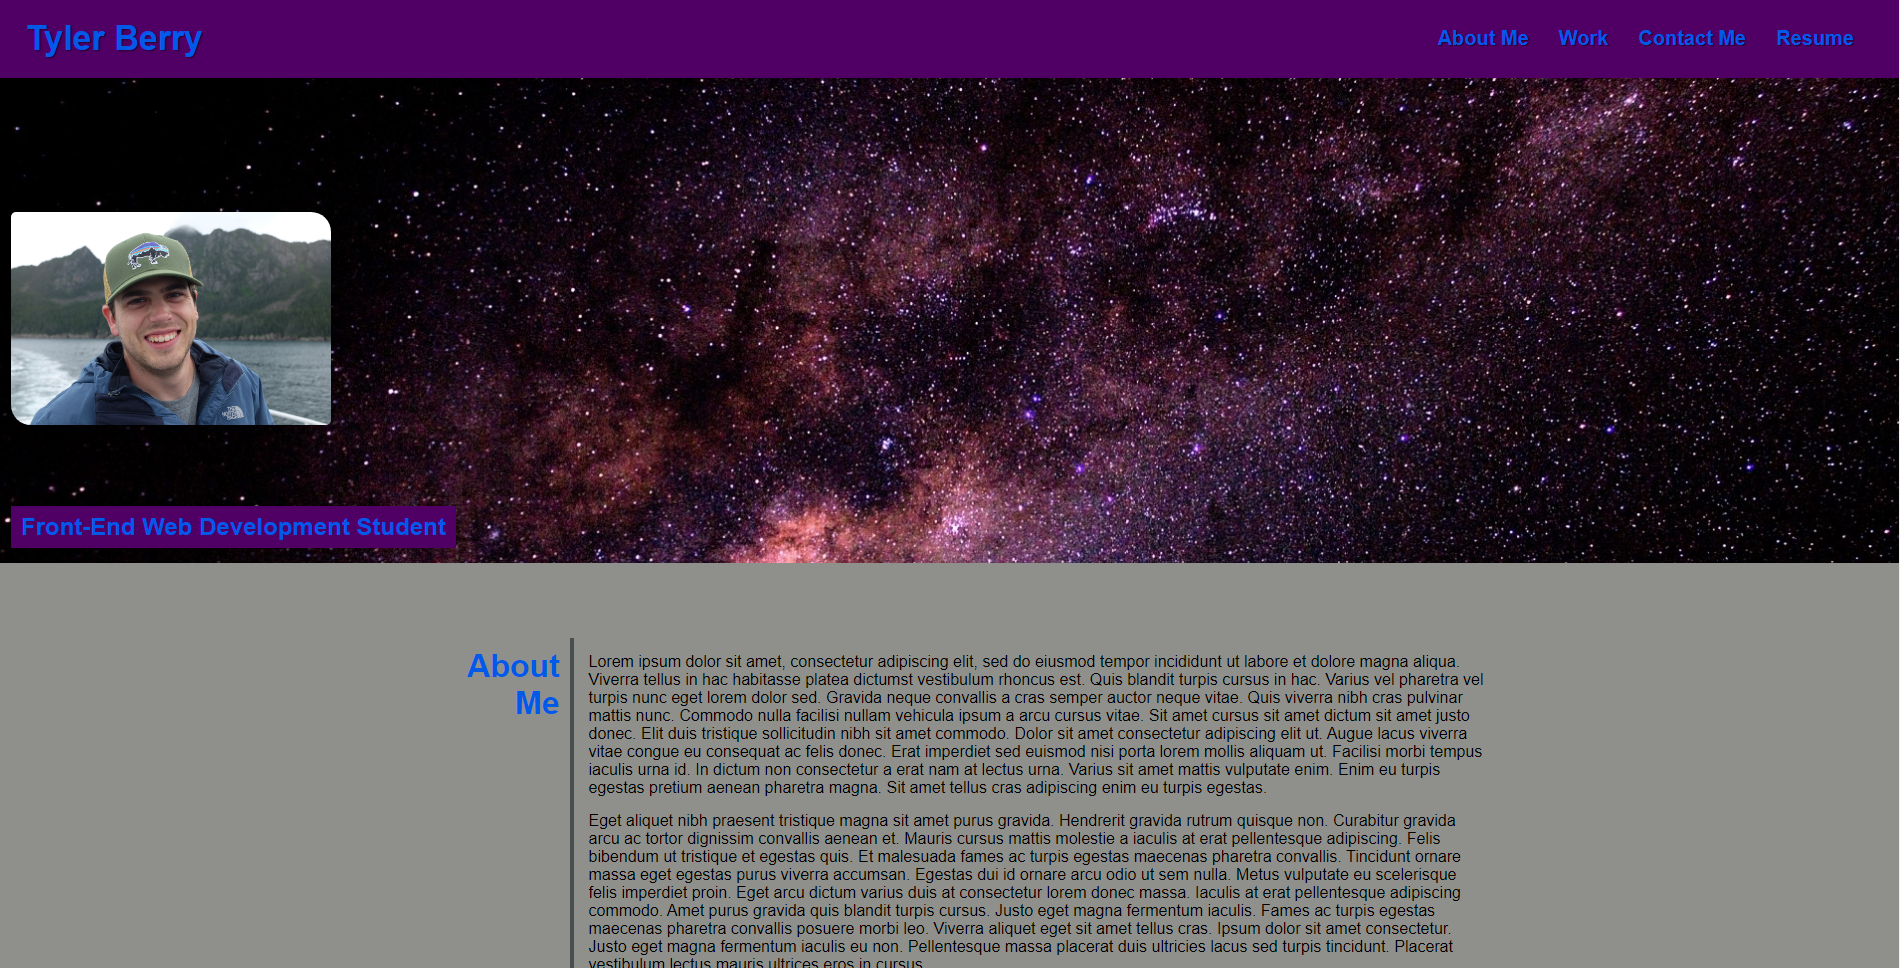 Tyler Berry
About Me Work Contact Me Resume
Front-End Web Development Student
About
Me
Lorem ipsum dolor sit amet, consectetur adipiscing elit, sed do eiusmod tempor incididunt ut labore et dolore magna aliqua.
Viverra tellus in hac habitasse platea dictumst vestibulum rhoncus est. Quis blandit turpis cursus in hac. Varius vel pharetra vel
turpis nunc eget lorem dolor sed. Gravida neque convallis a cras semper auctor neque vitae. Quis viverra nibh cras pulvinar
mattis nunc. Commodo nulla facilisi nullam vehicula ipsum a arcu cursus vitae. Sit amet cursus sit amet dictum sit amet justo
donec. Elit duis tristique sollicitudin nibh sit amet commodo. Dolor sit amet consectetur adipiscing elit ut. Augue lacus viverra
vitae congue eu consequat ac felis donec. Erat imperdiet sed euismod nisi porta lorem mollis aliquam ut. Facilisi morbi tempus
iaculis urna id. In dictum non consectetur a erat nam at lectus urna. Varius sit amet mattis vulputate enim. Enim eu turpis
egestas pretium aenean pharetra magna. Sit amet tellus cras adipiscing enim eu turpis egestas.
Eget aliquet nibh praesent tristique magna sit amet purus gravida. Hendrerit gravida rutrum quisque non. Curabitur gravida
arcu ac tortor dignissim convallis aenean et. Mauris cursus mattis molestie a iaculis at erat pellentesque adipiscing. Felis
bibendum ut tristique et egestas quis. Et malesuada fames ac turpis egestas maecenas pharetra convallis. Tincidunt ornare
massa eget egestas purus viverra accumsan. Egestas dui id ornare arcu odio ut sem nulla. Metus vulputate eu scelerisque
felis imperdiet proin. Eget arcu dictum varius duis at consectetur lorem donec massa. Iaculis at erat pellentesque adipiscing
commodo. Amet purus gravida quis blandit turpis cursus. Justo eget magna fermentum iaculis. Fames ac turpis egestas
maecenas pharetra convallis posuere morbi leo. Viverra aliquet eget sit amet tellus cras. Ipsum dolor sit amet consectetur.
Justo eget magna fermentum iaculis eu non. Pellentesque massa placerat duis ultricies lacus sed turpis tincidunt. Placerat
vestibulum lectus mauris ultrices eros in cursus.